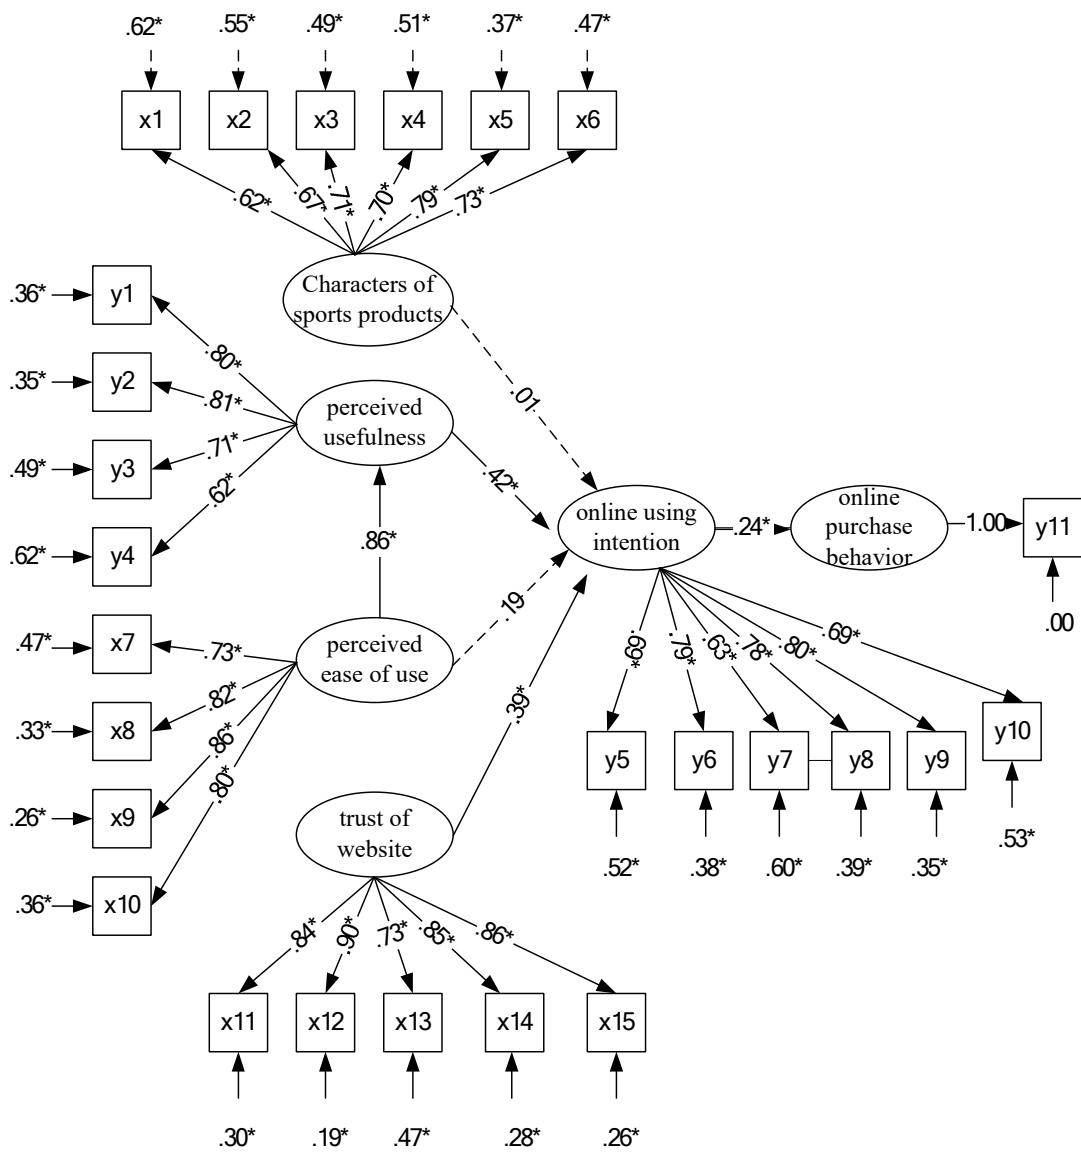 .62* .55* .49* .51* .37* .47*
x1 x2 x3 x4 x5 x6
.62* .67* .71* .70* .79* .73*
Characters of
sports products
.36* y1
.80*
.35* y2
.81*
.49* y3
.71*
.62* y4
.62*
perceived
usefulness
.01
.42*
.86*
online using
intention
.24*
online
purchase
behavior
1.00
y11
.00
.19
.47* x7
.73*
perceived
ease of use
.33* x8
.82*
.26* x9
.86*
.36* x10
.80*
.39*
.69* .79* .63* .78* .80* .69*
y5 y6 y7 y8 y9 y10
.52* .38* .60* .39* .35* .53*
trust of
website
.84* .90* .73* .85* .86*
x11 x12 x13 x14 x15
.30* .19* .47* .28* .26*